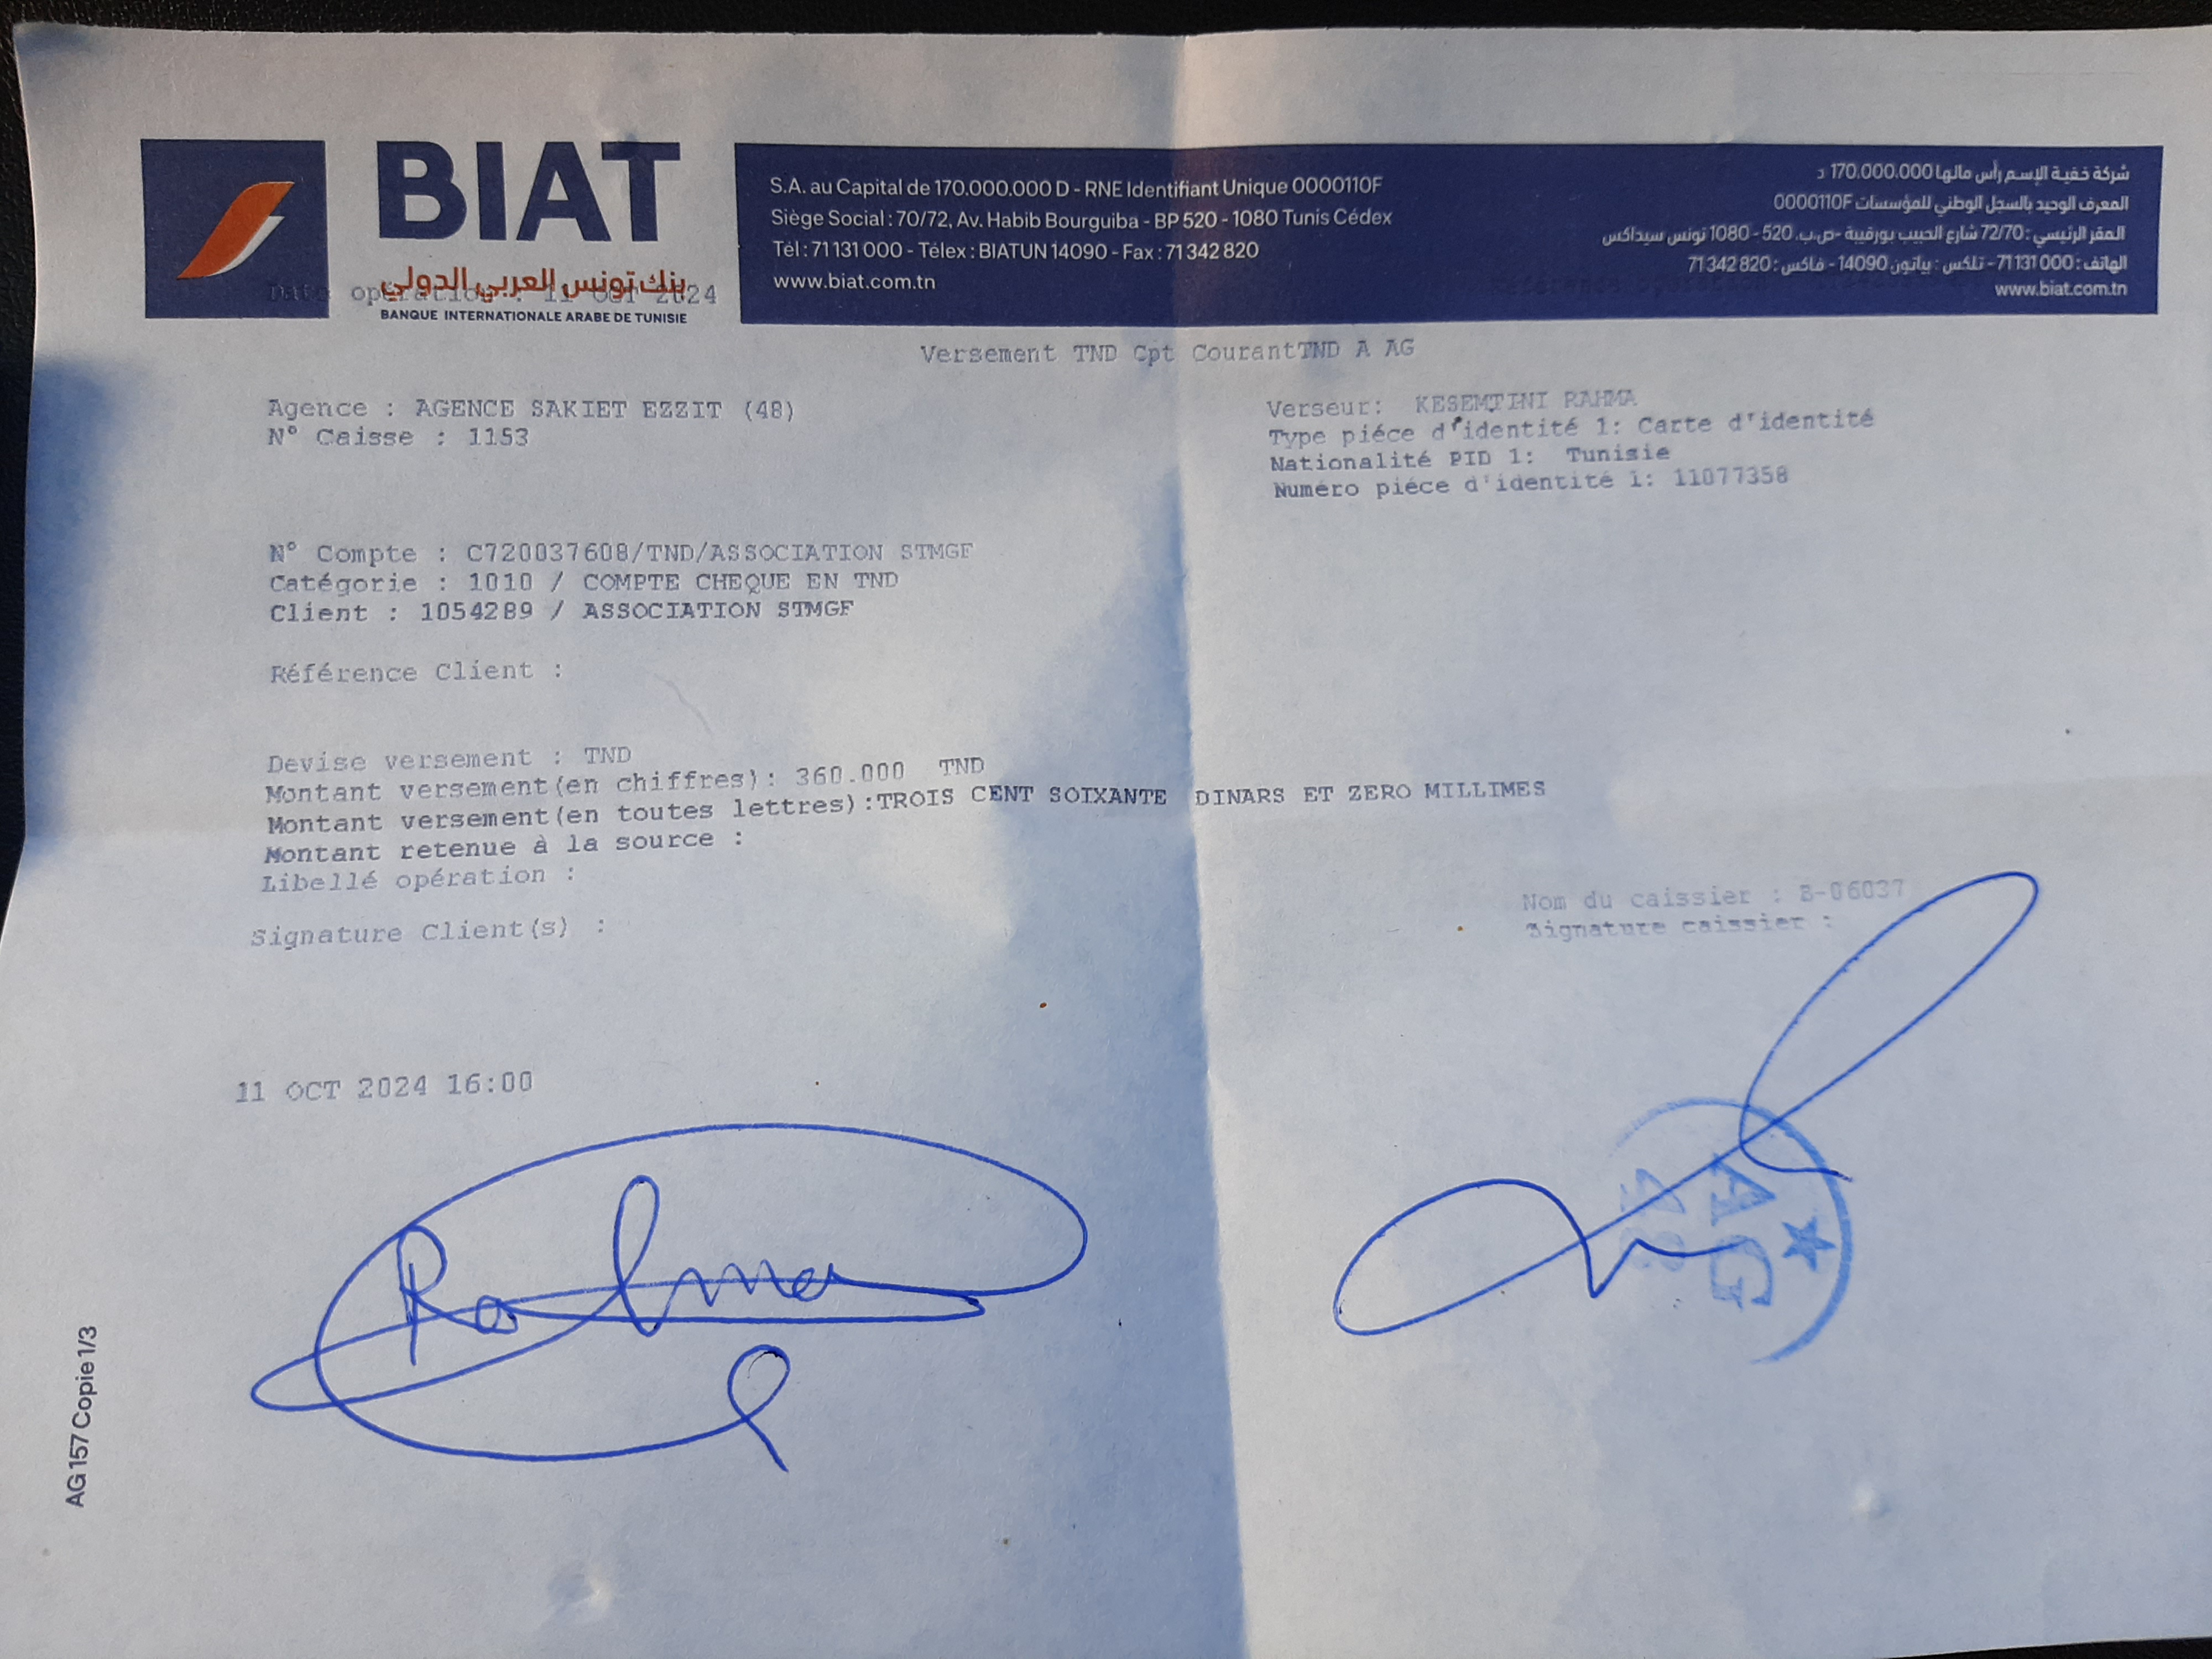 BIAT
بنك تونس العربي الدولي
BANQUE INTERNATIONALE ARABE DE TUNISIE
S.A. au Capital de 170.000.000 D - RNE Identifiant Unique 0000110F
Siège Social : 70/72, Av. Habib Bourguiba - BP 520 - 1080 Tunis Cédex
Tél : 71 131 000 - Télex : BIATUN 14090 - Fax : 71 342 820
www.biat.com.tn
شركة خفية الإسم رأس مالها 170.000.000 د
المعرف الوحيد بالسجل الوطني للمؤسسات 0000110F
المقر الرئيسي : 72/70 شارع الحبيب بورقيبة -ص.ب. 520 - 1080 تونس سيداكس
الهاتف : 71 131 000 - تلكس : بياتون 14090 - فاكس : 71 342 820
www.biat.com.tn
Date opération : 11 OCT 2024
Versement TND Cpt CourantTND A AG
Agence : AGENCE SAKIET EZZIT (48)
N° Caisse : 1153
Verseur: KESEMTINI RAHMA
Type piéce d'identité 1: Carte d'identité
Nationalité PID 1: Tunisie
Numéro piéce d'identité 1: 11077358
N° Compte : C720037608/TND/ASSOCIATION STMGF
Catégorie : 1010 / COMPTE CHEQUE EN TND
Client : 1054289 / ASSOCIATION STMGF
Référence Client :
Devise versement : TND
Montant versement(en chiffres): 360.000 TND
Montant versement(en toutes lettres):TROIS CENT SOIXANTE DINARS ET ZERO MILLIMES
Montant retenue à la source :
Libellé opération :
Signature Client(s) :
Nom du caissier : B-06037
Signature caissier :
11 OCT 2024 16:00
Rahma
AG
48
AG 157 Copie 1/3